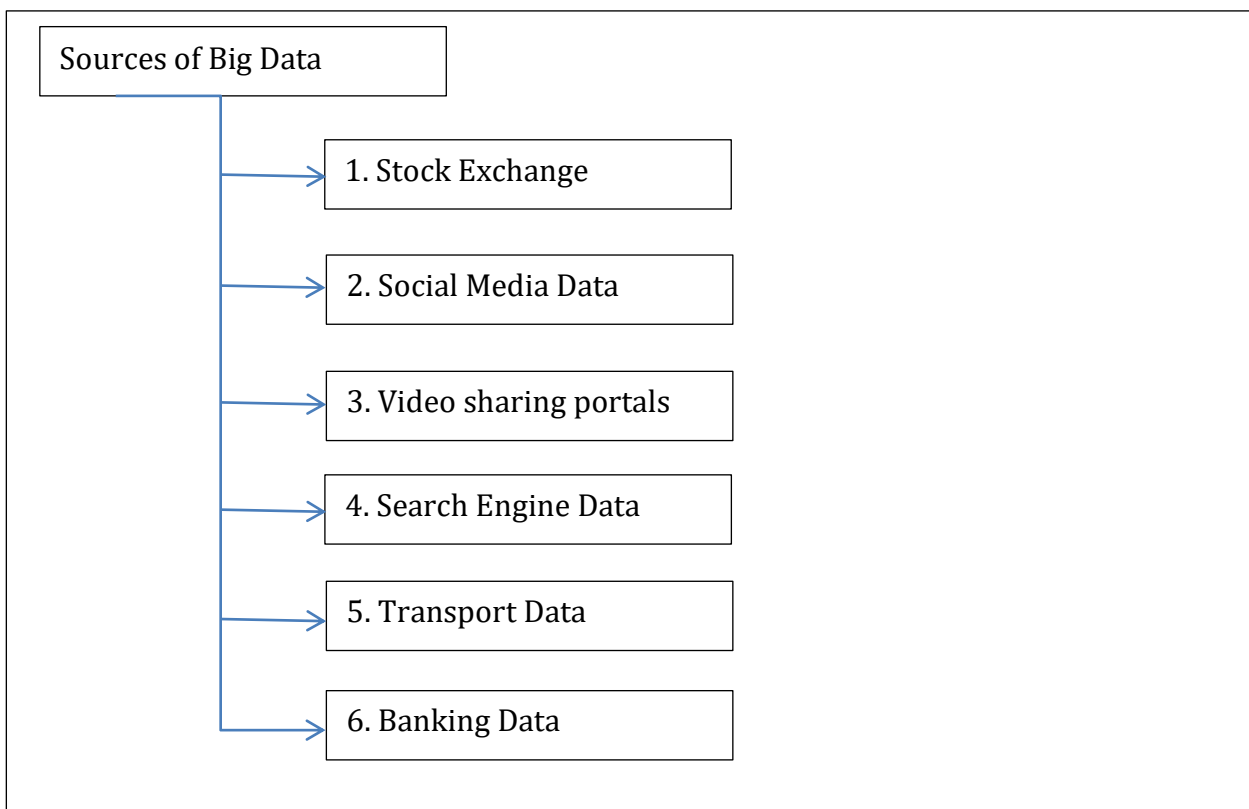 Sources of Big Data
1. Stock Exchange
2. Social Media Data
3. Video sharing portals
4. Search Engine Data
5. Transport Data
6. Banking Data